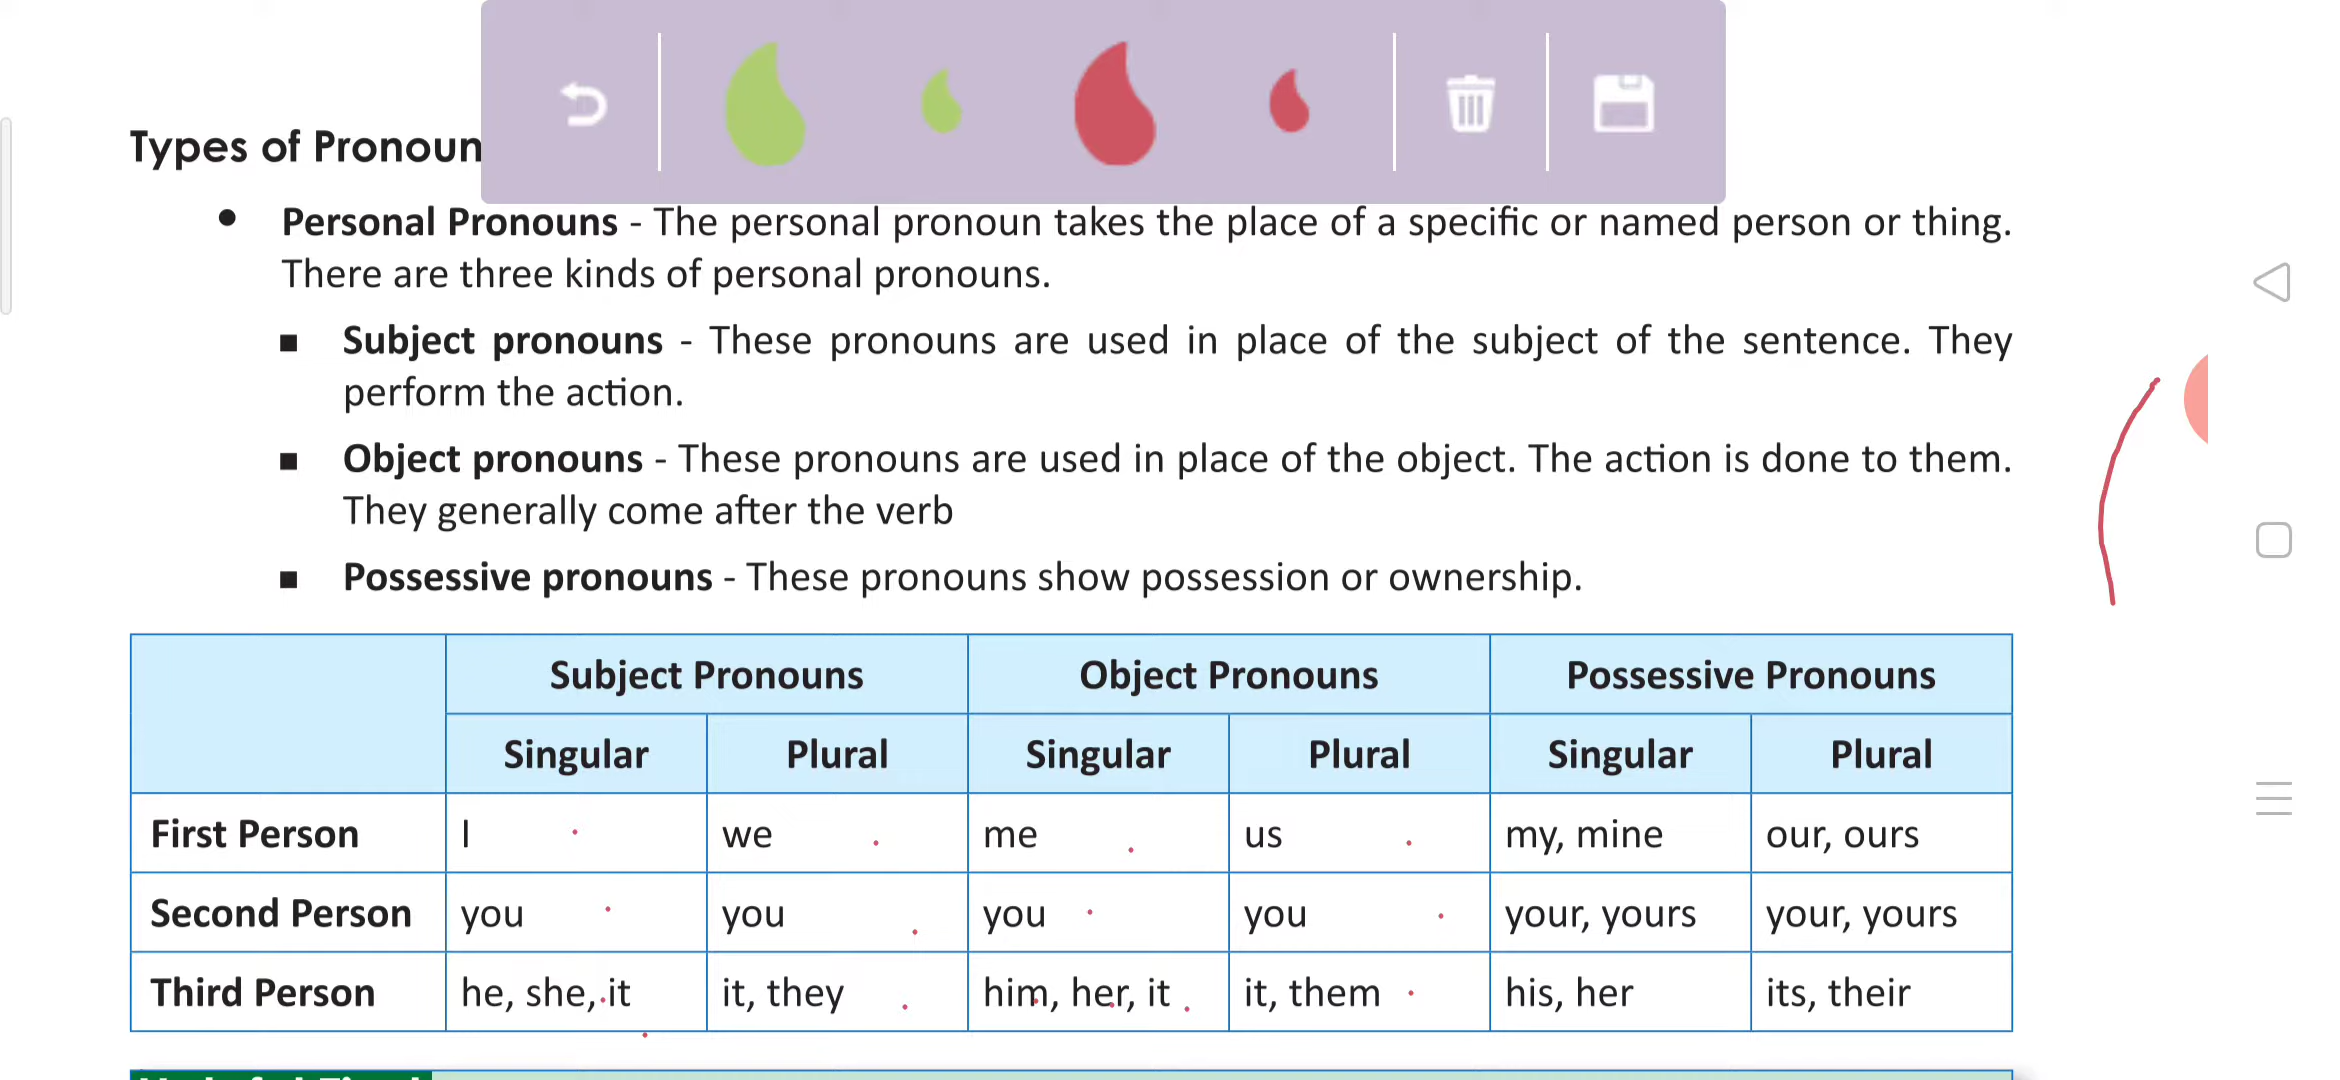 Types of Pronoun
• Personal Pronouns - The personal pronoun takes the place of a specific or named person or thing.
There are three kinds of personal pronouns.
■ Subject pronouns - These pronouns are used in place of the subject of the sentence. They
perform the action.
■ Object pronouns - These pronouns are used in place of the object. The action is done to them.
They generally come after the verb
■ Possessive pronouns - These pronouns show possession or ownership.
Subject Pronouns Object Pronouns Possessive Pronouns
Singular Plural Singular Plural Singular Plural
First Person I we me us my, mine our, ours
Second Person you you you you your, yours your, yours
Third Person he, she, it it, they him, her, it it, them his, her its, their